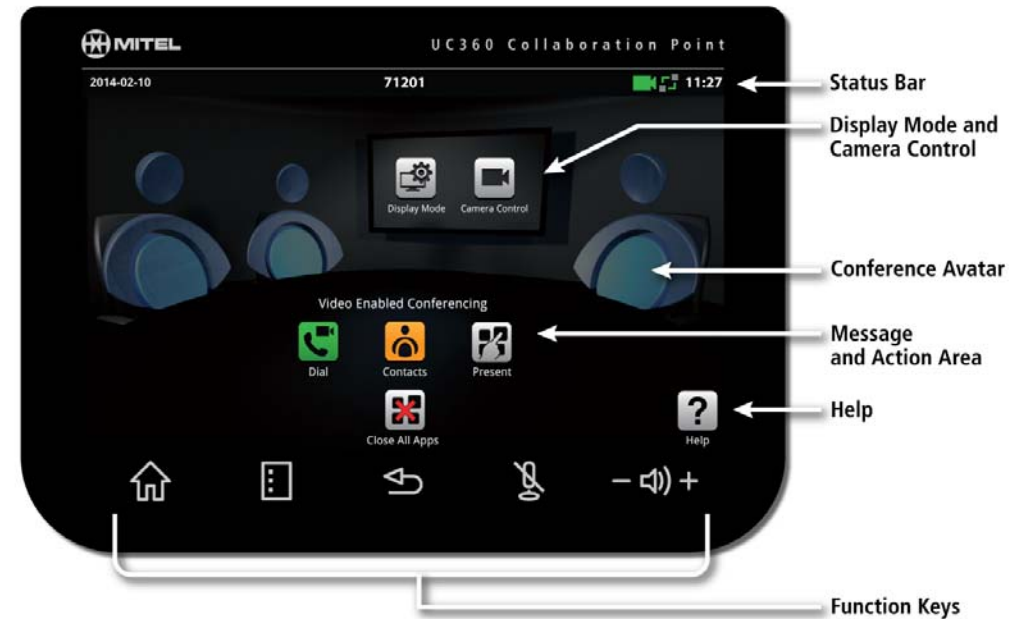 MITEL
UC360 Collaboration Point
2014-02-10
71201
11:27
Status Bar
Display Mode and
Camera Control
Display Mode
Camera Control
Conference Avatar
Video Enabled Conferencing
Message
and Action Area
Dial
Contacts
Present
Help
?
Close All Apps
Help
Function Keys